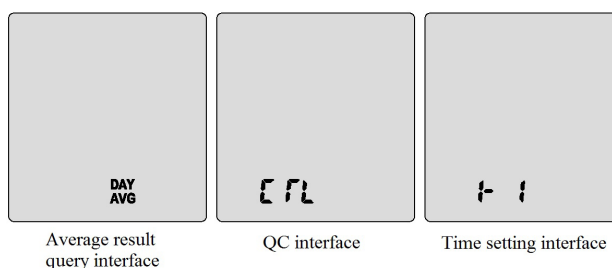 DAY
AVG
CTL
1- 1
Average result
query interface
QC interface
Time setting interface